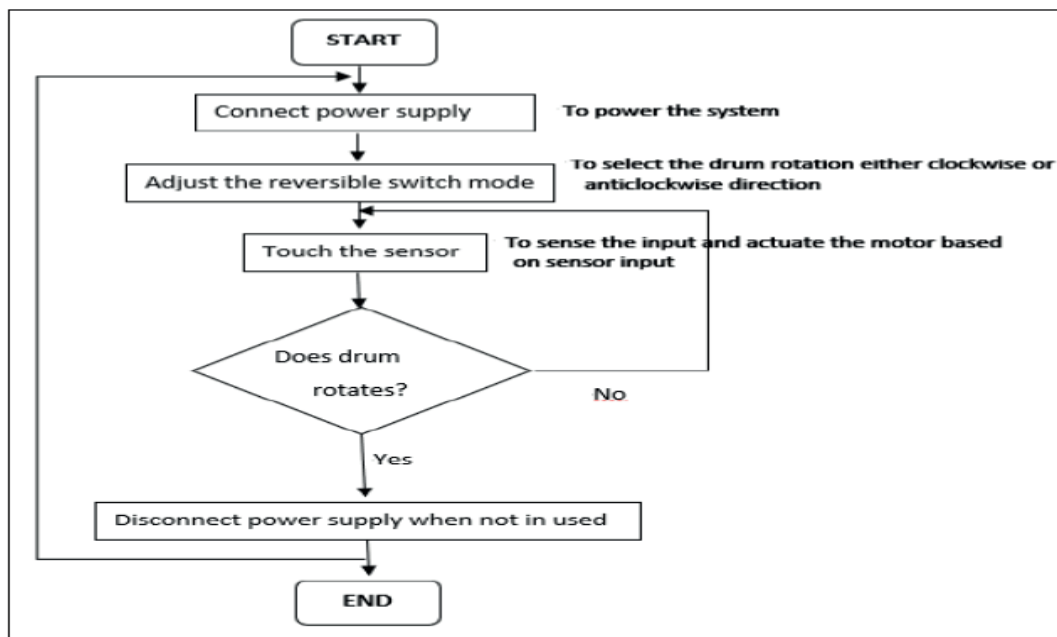 START
Connect power supply
To power the system
Adjust the reversible switch mode
To select the drum rotation either clockwise or
anticlockwise direction
Touch the sensor
To sense the input and actuate the motor based
on sensor input
Does drum
rotates?
No
Yes
Disconnect power supply when not in used
END